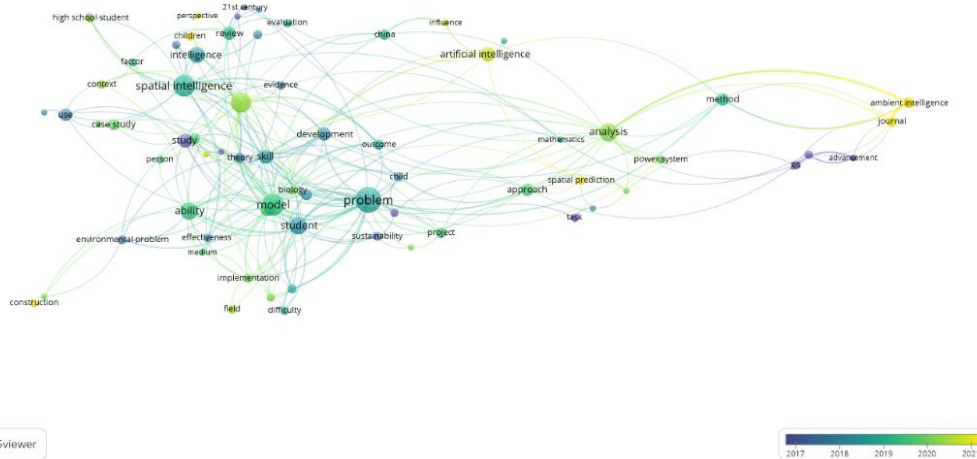 21st century
high school student
perspective
evaluation
influence
children
review
china
intelligence
artificial intelligence
factor
context
spatial intelligence
evidence
method
ambient intelligence
use
journal
case study
development
analysis
study
outcome
mathematics
person
theory
skill
power system
advancement
child
spatial prediction
biology
approach
problem
ability
model
task
student
environmental problem
effectiveness
sustainability
project
medium
implementation
construction
field
difficulty
sviewer
2017
2018
2019
2020